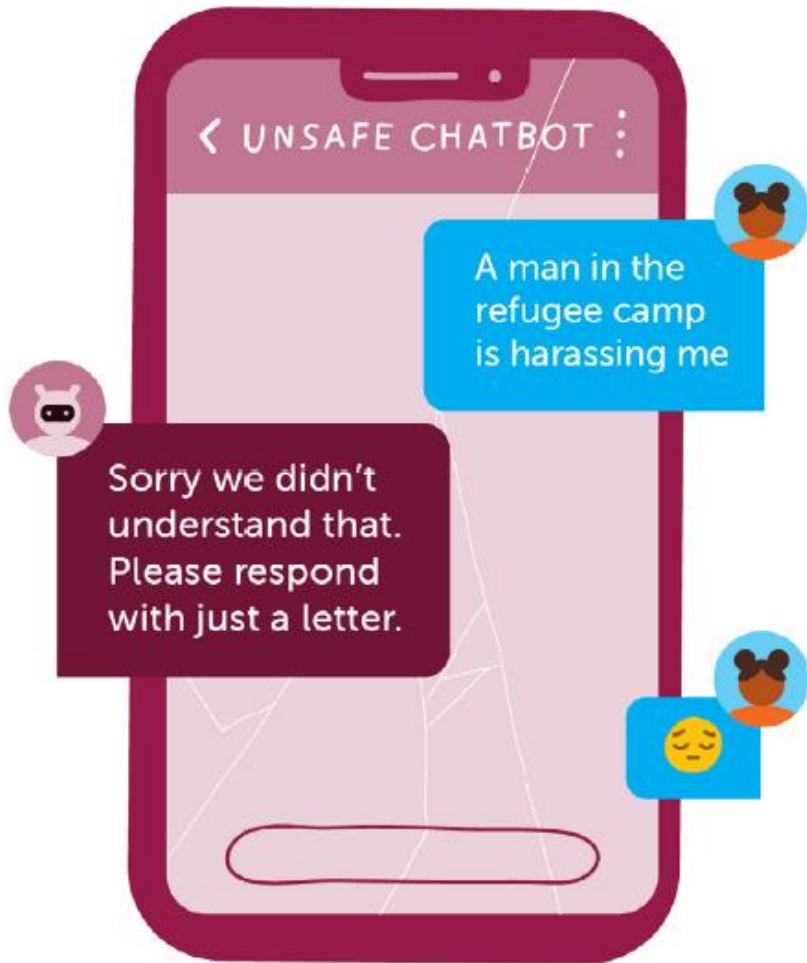 UNSAFE CHATBOT
A man in the
refugee camp
is harassing me
Sorry we didn't
understand that.
Please respond
with just a letter.